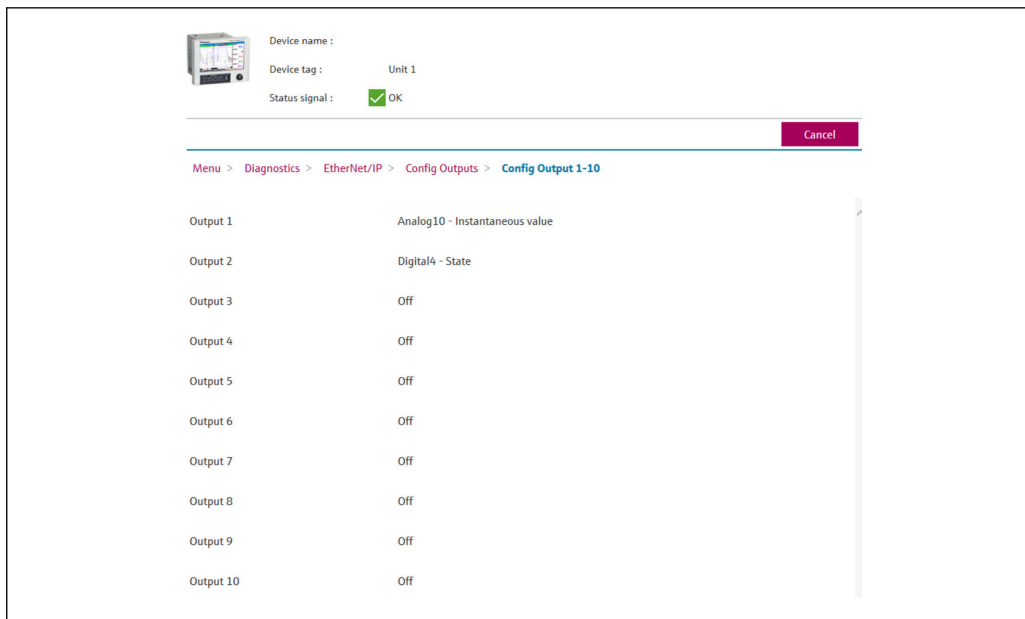 Device name :
Device tag : Unit 1
Status signal : OK
Cancel
Menu > Diagnostics > EtherNet/IP > Config Outputs > Config Output 1-10
Output 1 Analog10 - Instantaneous value
Output 2 Digital4 - State
Output 3 Off
Output 4 Off
Output 5 Off
Output 6 Off
Output 7 Off
Output 8 Off
Output 9 Off
Output 10 Off